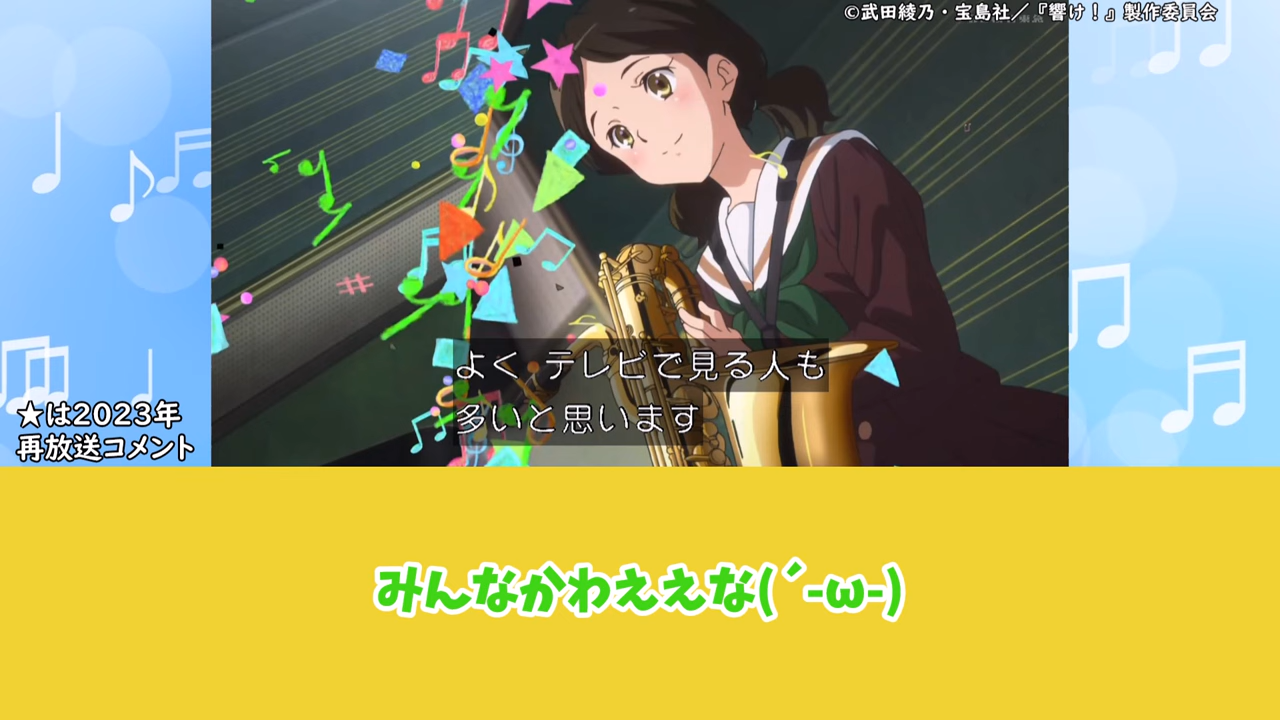 ©武田綾乃・宝島社／『響け！』製作委員会
よく テレビで見る人も
多いと思います
★は2023年
再放送コメント
みんなかわええな(´-ω-)